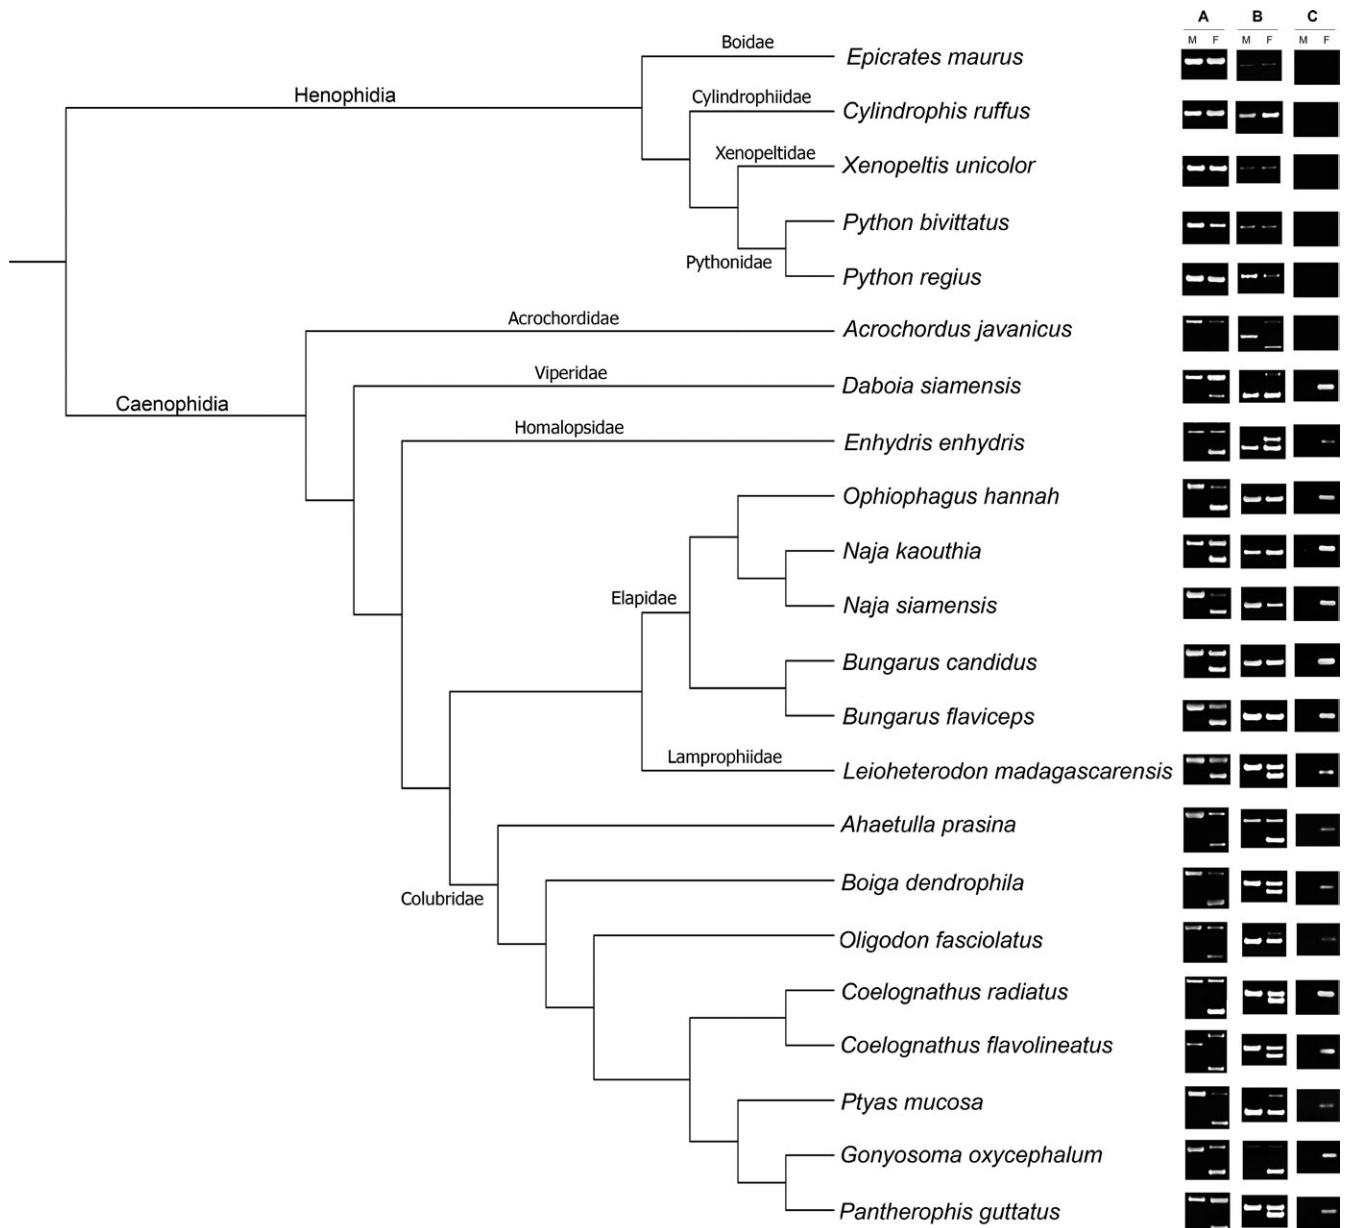 A B C
M F M F M F
Boidae
Epicrates maurus
Henophidia
Cylindrophiidae
Cylindrophis ruffus
Xenopeltidae
Xenopeltis unicolor
Python bivittatus
Pythonidae
Python regius
Acrochordidae
Acrochordus javanicus
Viperidae
Daboia siamensis
Caenophidia
Homalopsidae
Enhydris enhydris
Ophiophagus hannah
Naja kaouthia
Elapidae
Naja siamensis
Bungarus candidus
Bungarus flaviceps
Lamprophiidae
Leioheterodon madagascarensis
Ahaetulla prasina
Boiga dendrophila
Colubridae
Oligodon fasciolatus
Coelognathus radiatus
Coelognathus flavolineatus
Ptyas mucosa
Gonyosoma oxycephalum
Pantherophis guttatus